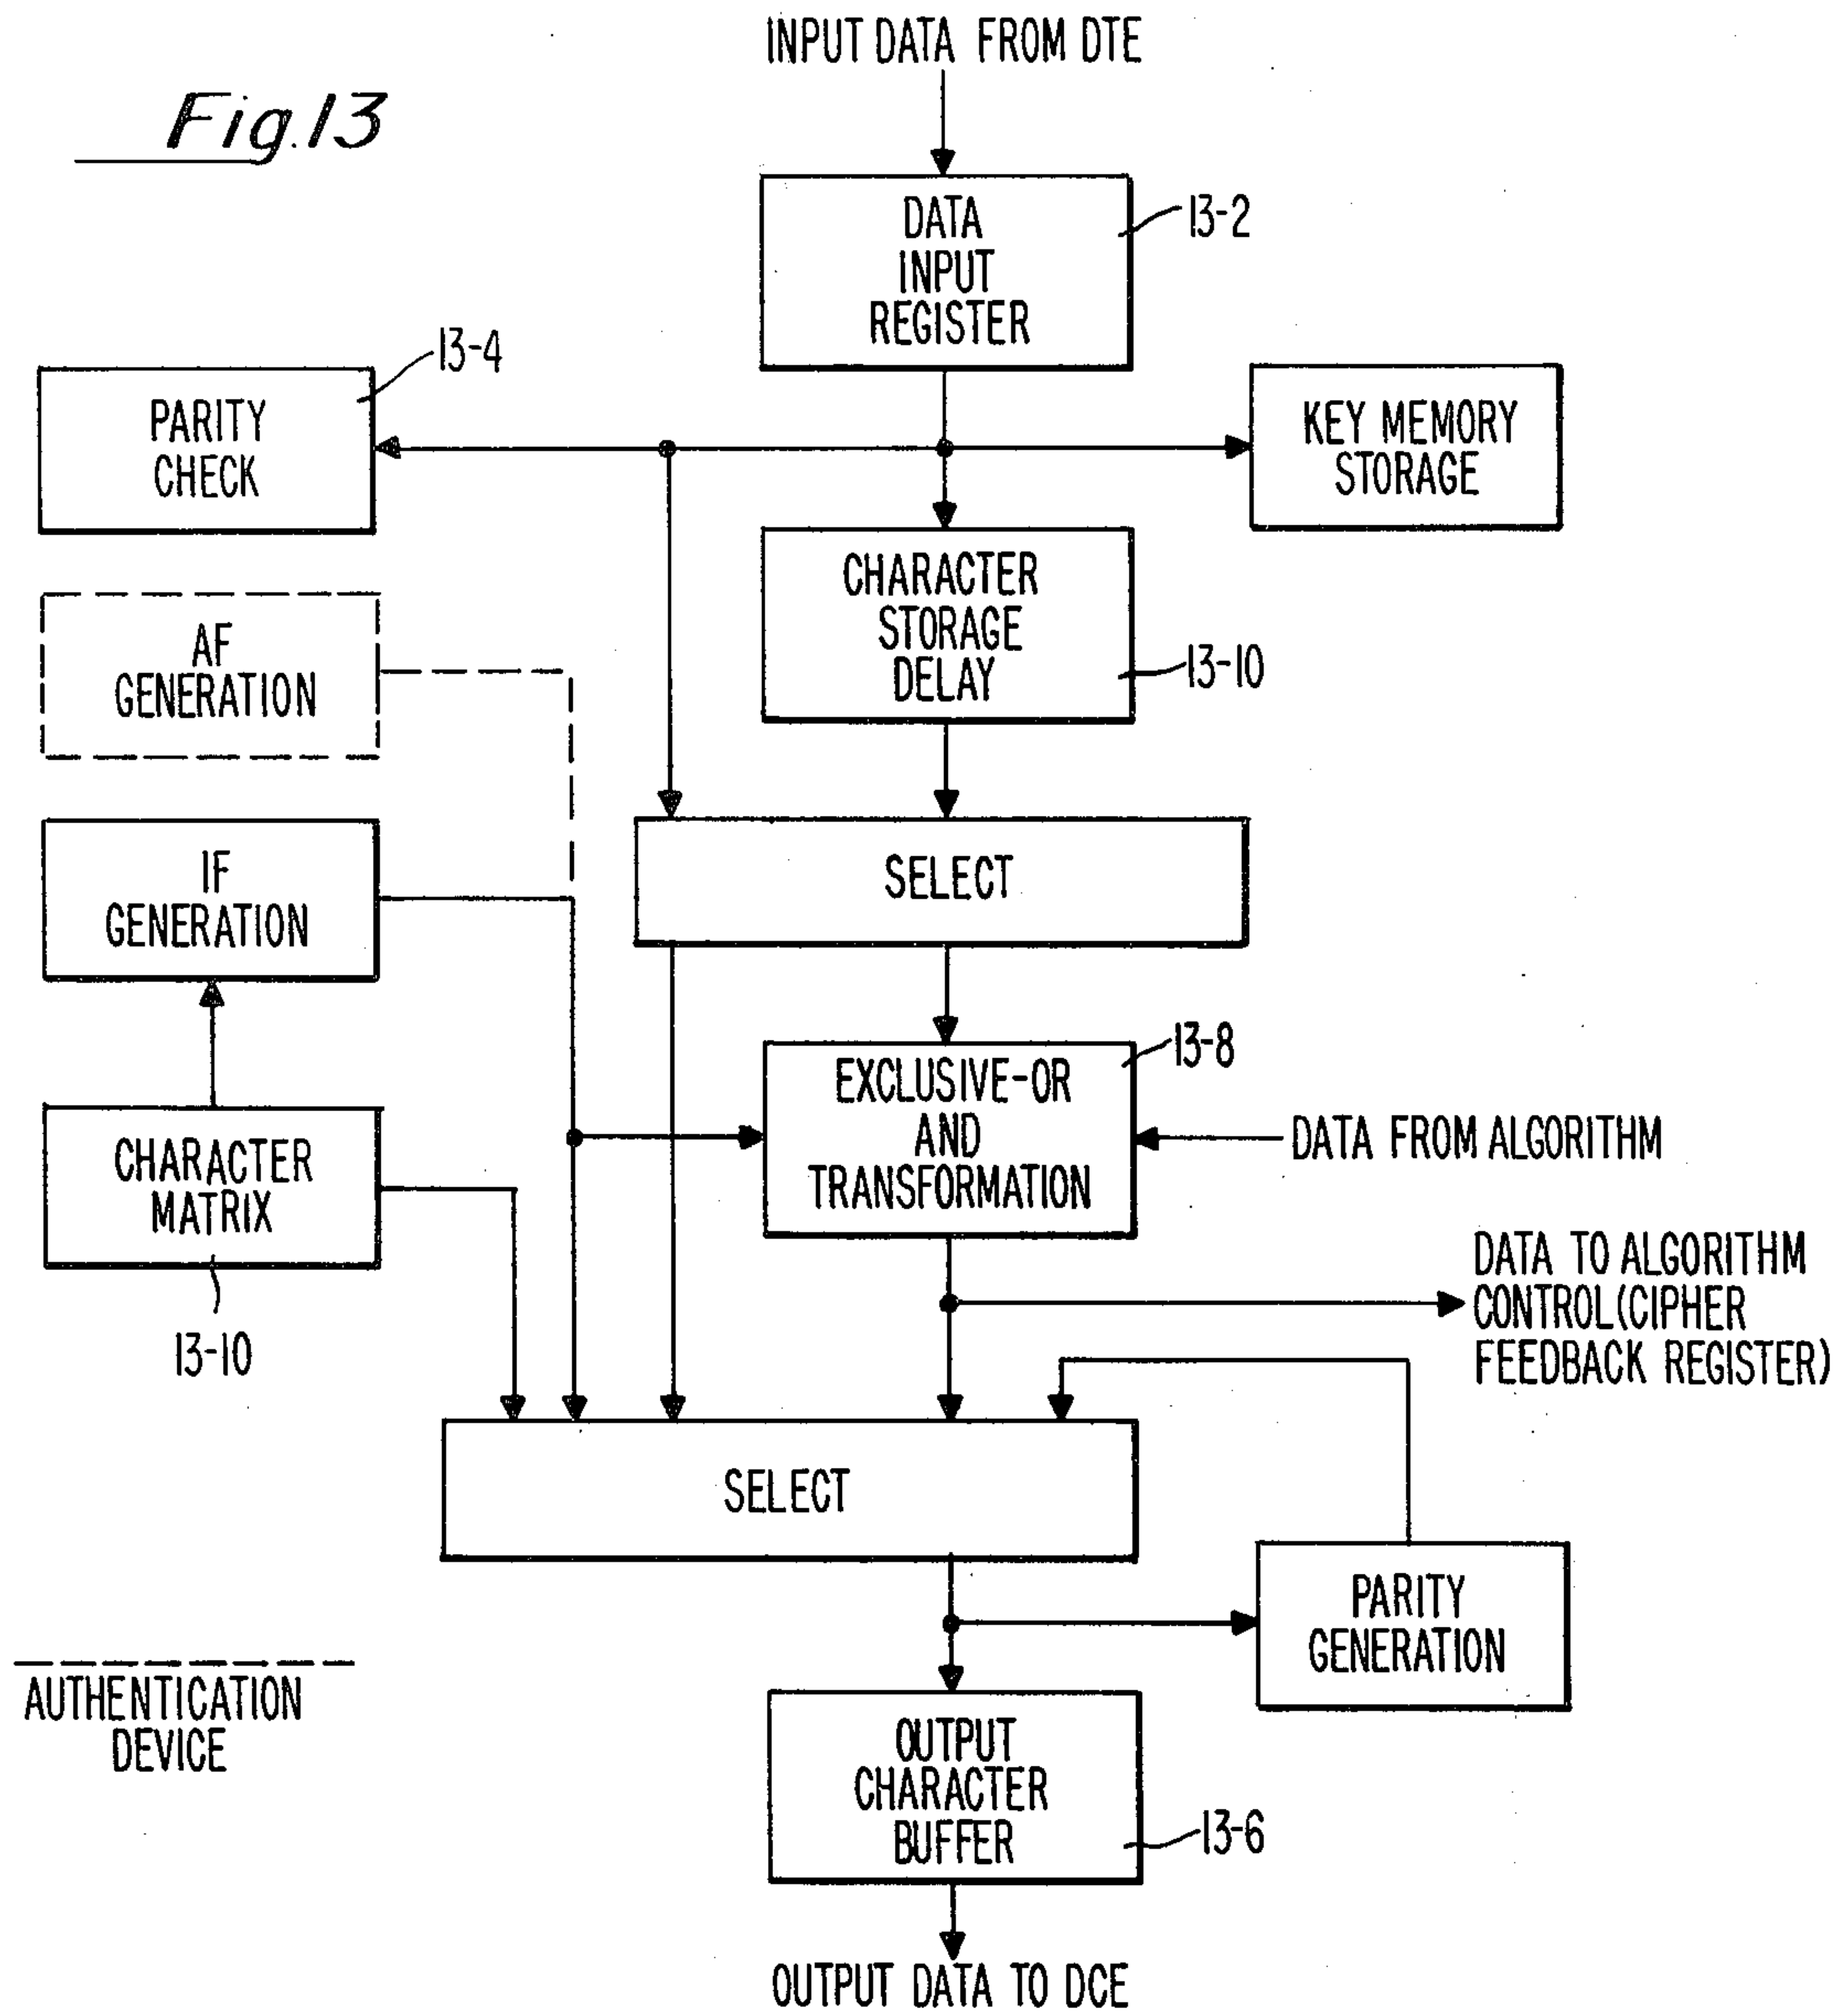 INPUT DATA FROM DTE
Fig. 13
DATA
INPUT
REGISTER
13-2
13-4
PARITY
CHECK
KEY MEMORY
STORAGE
CHARACTER
STORAGE
DELAY
13-10
AF
GENERATION
SELECT
IF
GENERATION
13-8
EXCLUSIVE-OR
AND
TRANSFORMATION
DATA FROM ALGORITHM
CHARACTER
MATRIX
13-10
DATA TO ALGORITHM
CONTROL(CIPHER
FEEDBACK REGISTER)
SELECT
PARITY
GENERATION
AUTHENTICATION
DEVICE
OUTPUT
CHARACTER
BUFFER
13-6
OUTPUT DATA TO DCE